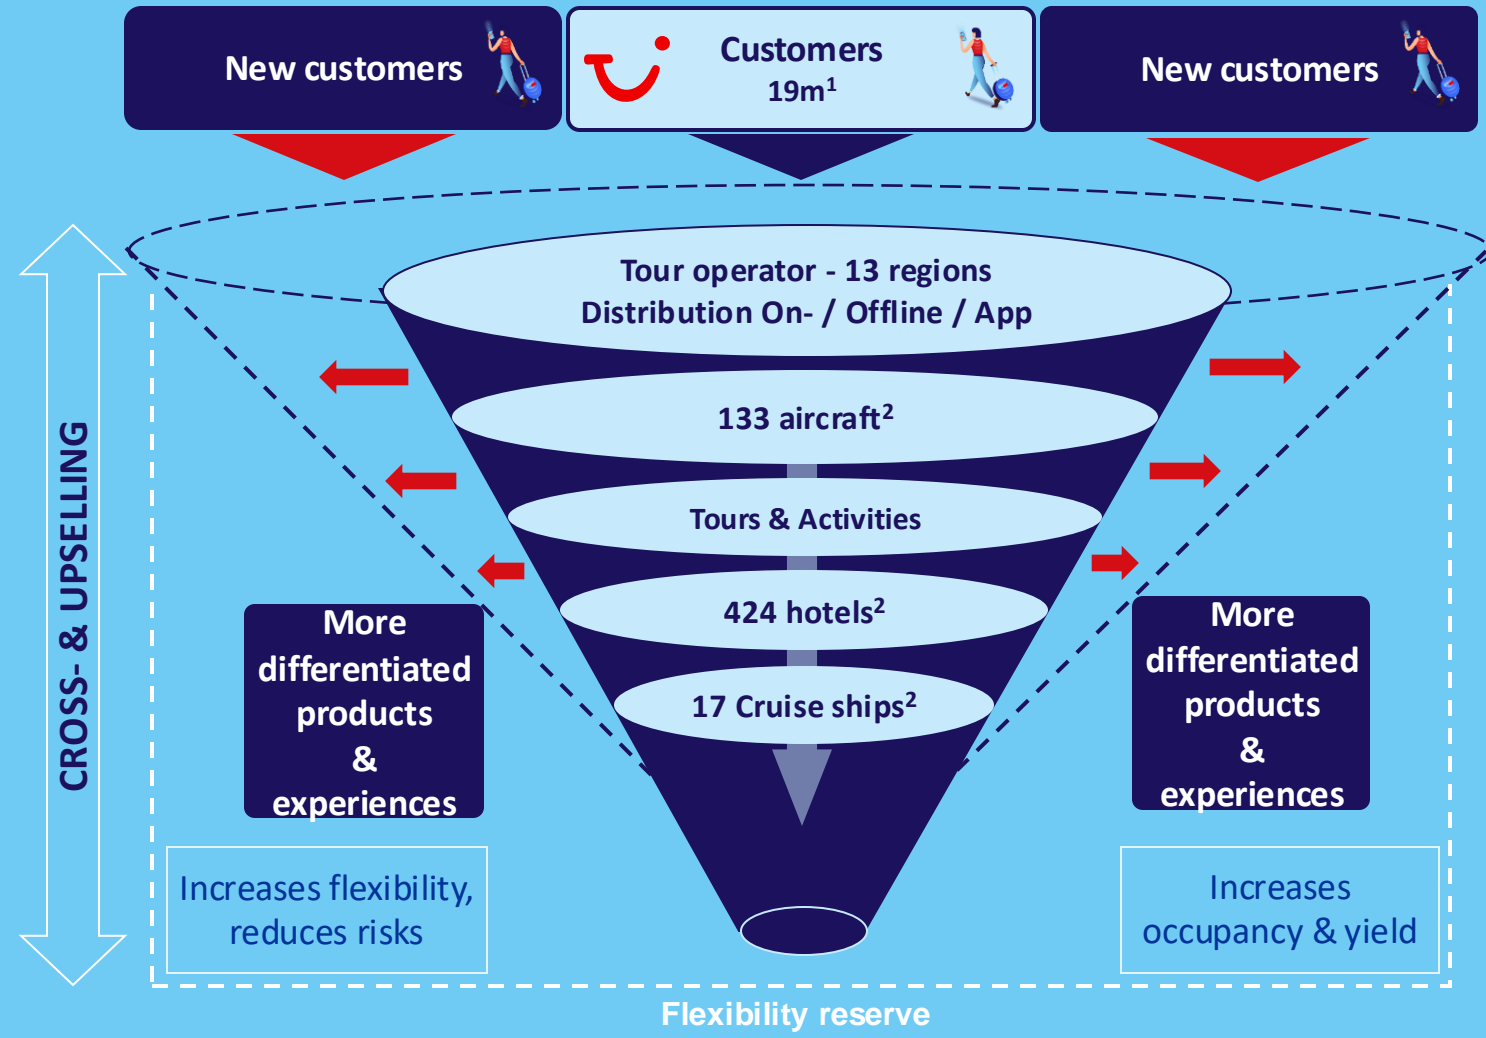 New customers
Customers
19m¹
New customers
Tour operator - 13 regions
Distribution On- / Offline / App
133 aircraft²
Tours & Activities
424 hotels²
17 Cruise ships²
CROSS- & UPSELLING
More
differentiated
products
&
experiences
More
differentiated
products
&
experiences
Increases flexibility,
reduces risks
Increases
occupancy & yield
Flexibility reserve